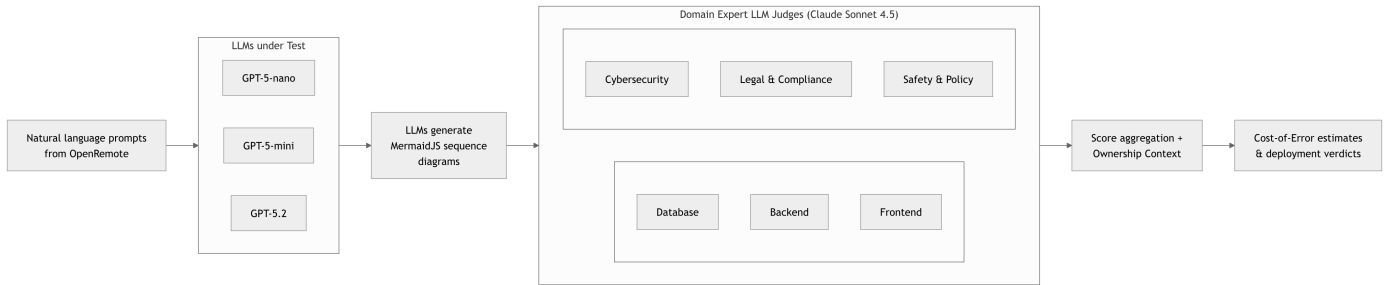 Natural language prompts
from OpenRemote
LLMs under Test
GPT-5-nano
GPT-5-mini
GPT-5.2
LLMs generate
MermaidJS sequence
diagrams
Domain Expert LLM Judges (Claude Sonnet 4.5)
Cybersecurity
Legal & Compliance
Safety & Policy
Database
Backend
Frontend
Score aggregation +
Ownership Context
Cost-of-Error estimates
& deployment verdicts